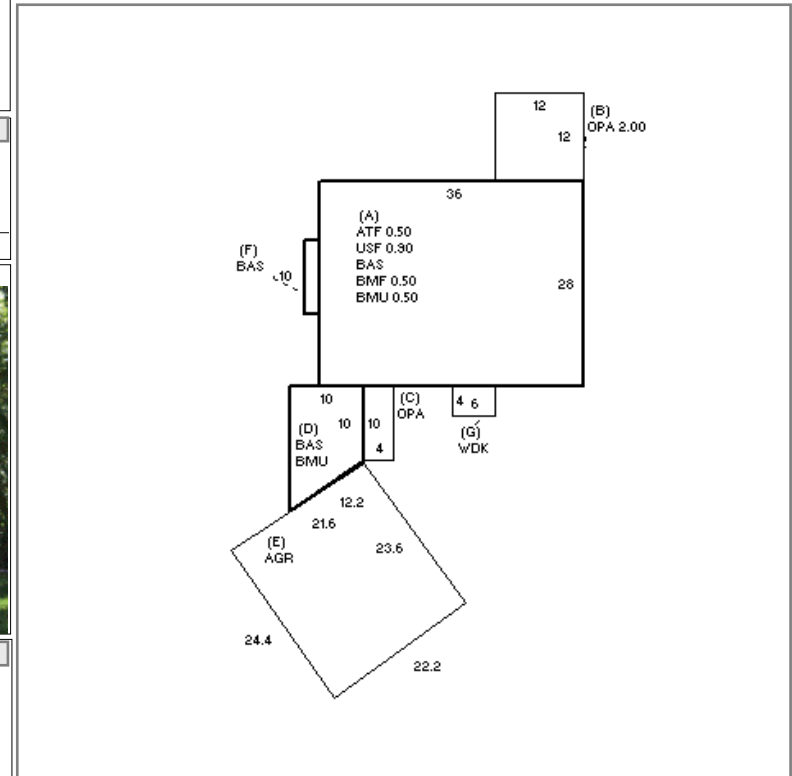 12
(B)
OPA 2.00
12
36
(A)
ATF 0.50
USF 0.90
BAS
BMF 0.50
BMU 0.50
(F)
BAS
10
28
10
(C)
OPA
4 6
10
10
(D)
BAS
BMU
4
(G)
WDK
12.2
21.6
(E)
AGR
23.6
24.4
22.2